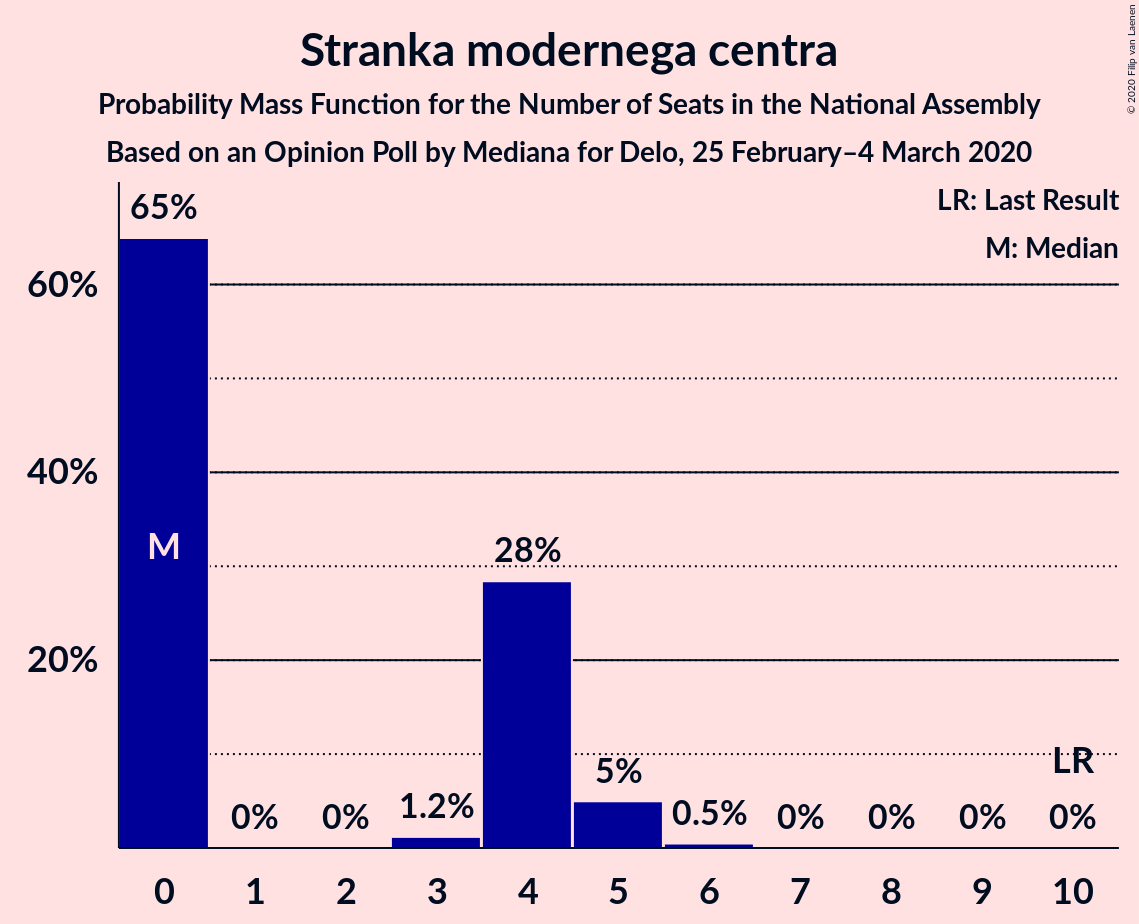 Stranka modernega centra
Probability Mass Function for the Number of Seats in the National Assembly
Based on an Opinion Poll by Mediana for Delo, 25 February–4 March 2020
© 2020 Filip van Laenen
LR: Last Result
M: Median
65%
60%
40%
20%
M
0%
0%
1.2%
28%
5%
0.5%
0%
0%
0%
LR
0%
0 1 2 3 4 5 6 7 8 9 10